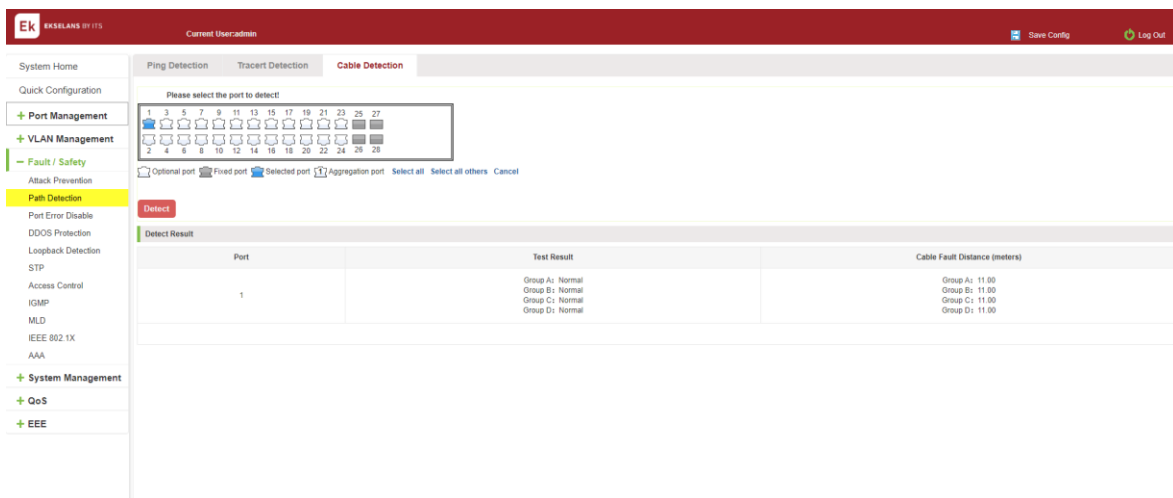 Ek EKSELANS BY ITS
Current User:admin
Save Config
Log Out
System Home
Quick Configuration
+ Port Management
+ VLAN Management
− Fault / Safety
Attack Prevention
Path Detection
Port Error Disable
DDOS Protection
Loopback Detection
STP
Access Control
IGMP
MLD
IEEE 802.1X
AAA
+ System Management
+ QoS
+ EEE
Ping Detection Tracert Detection Cable Detection
Please select the port to detect!
1 3 5 7 9 11 13 15 17 19 21 23 25 27
2 4 6 8 10 12 14 16 18 20 22 24 26 28
Optional port Fixed port Selected port 1 Aggregation port Select all Select all others Cancel
Detect
Detect Result
Port Test Result Cable Fault Distance (meters)
1
Group A: Normal
Group B: Normal
Group C: Normal
Group D: Normal
Group A: 11.00
Group B: 11.00
Group C: 11.00
Group D: 11.00